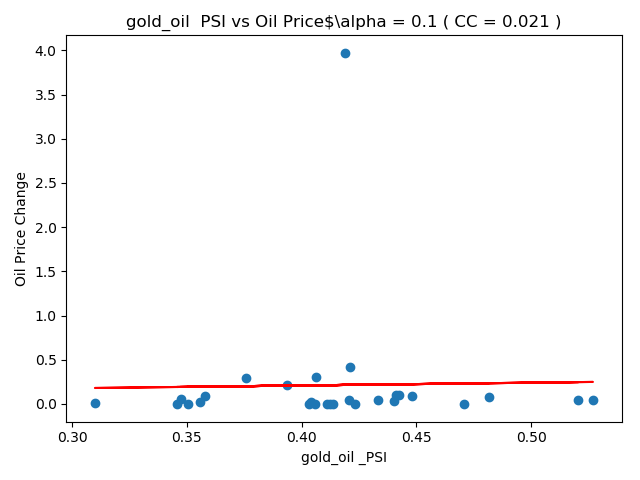 gold_oil  PSI vs Oil Price$\alpha = 0.1 ( CC = 0.021 )
4.0
3.5
3.0
2.5
2.0
1.5
1.0
0.5
0.0
Oil Price Change
0.30 0.35 0.40 0.45 0.50
gold_oil _PSI